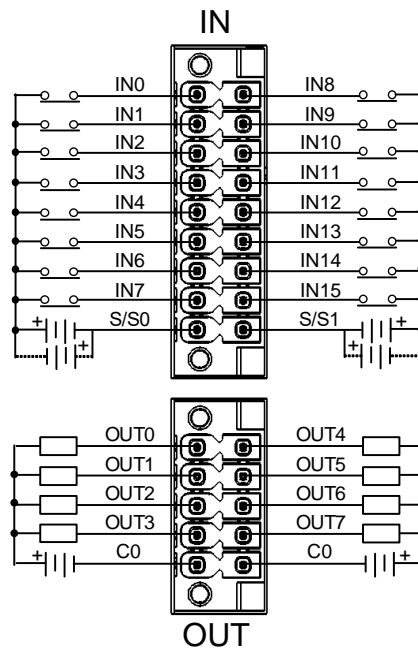 IN
IN0 IN8
IN1 IN9
IN2 IN10
IN3 IN11
IN4 IN12
IN5 IN13
IN6 IN14
IN7 IN15
+ S/S0 S/S1 +
+ +
OUT0 OUT4
OUT1 OUT5
OUT2 OUT6
OUT3 OUT7
+ C0 C0 +
OUT